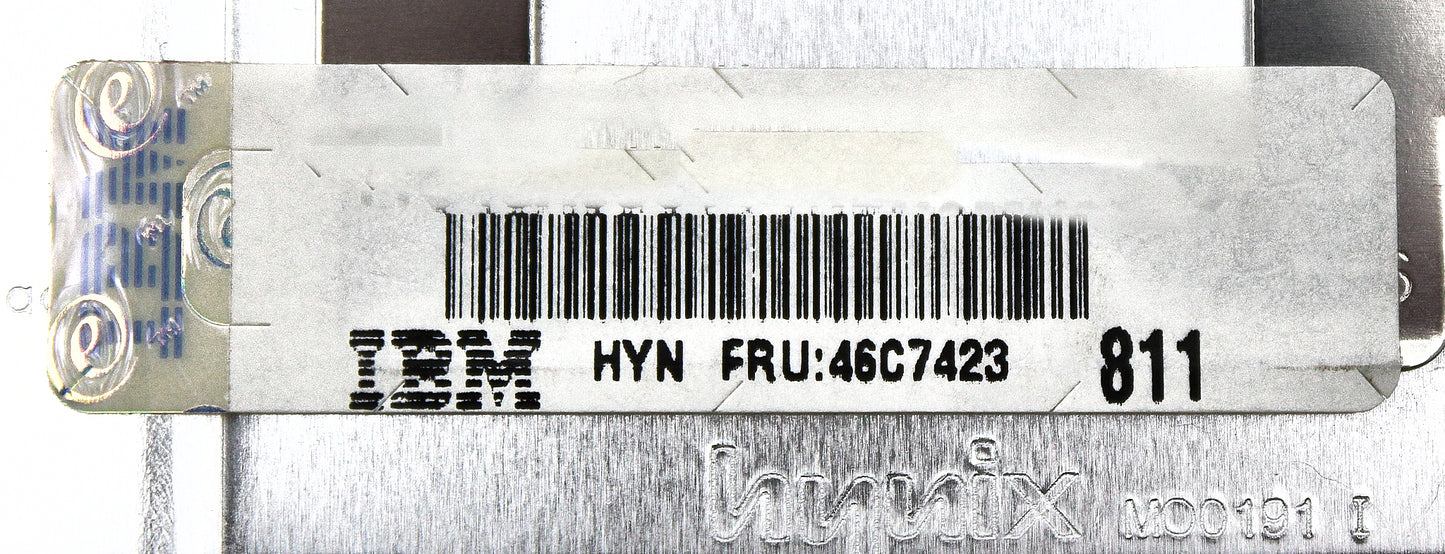 IBM HYN FRU:46C7423 811
hynix M00191 I